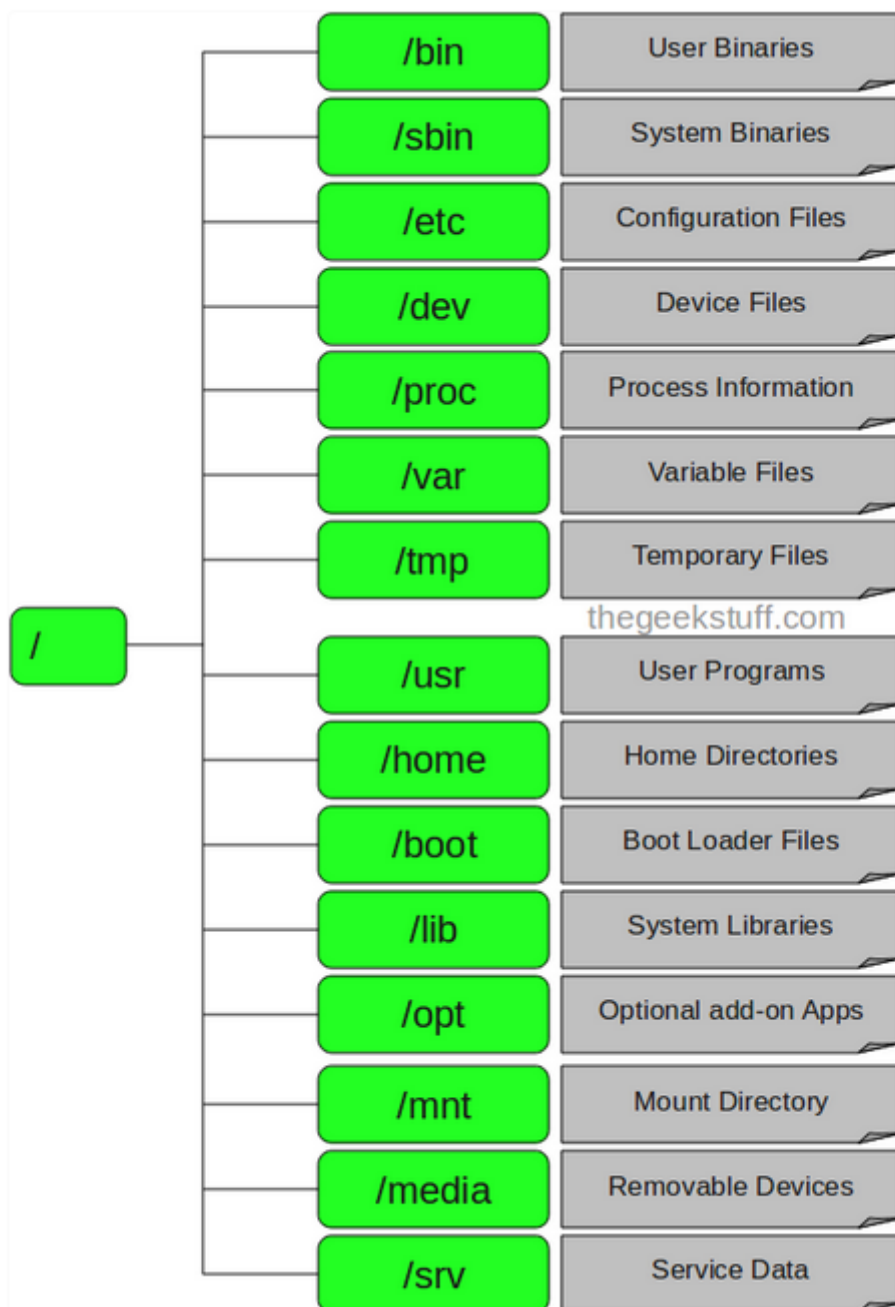 /bin User Binaries
/sbin System Binaries
/etc Configuration Files
/dev Device Files
/proc Process Information
/var Variable Files
/tmp Temporary Files
thegeekstuff.com
/
/usr User Programs
/home Home Directories
/boot Boot Loader Files
/lib System Libraries
/opt Optional add-on Apps
/mnt Mount Directory
/media Removable Devices
/srv Service Data